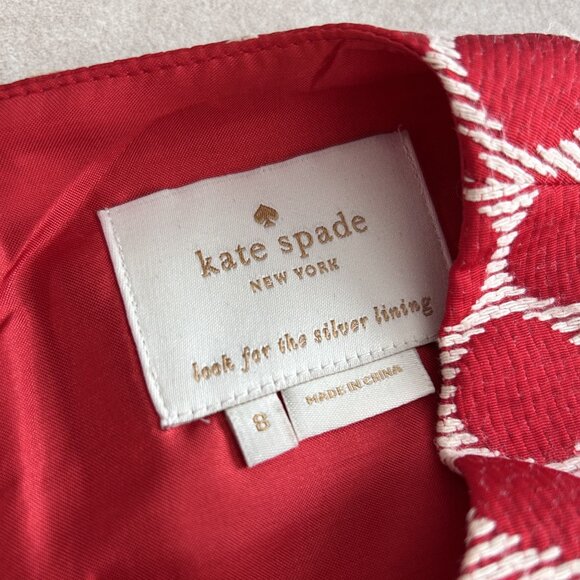 kate spade
NEW YORK
look for the silver lining
8
MADE IN CHINA